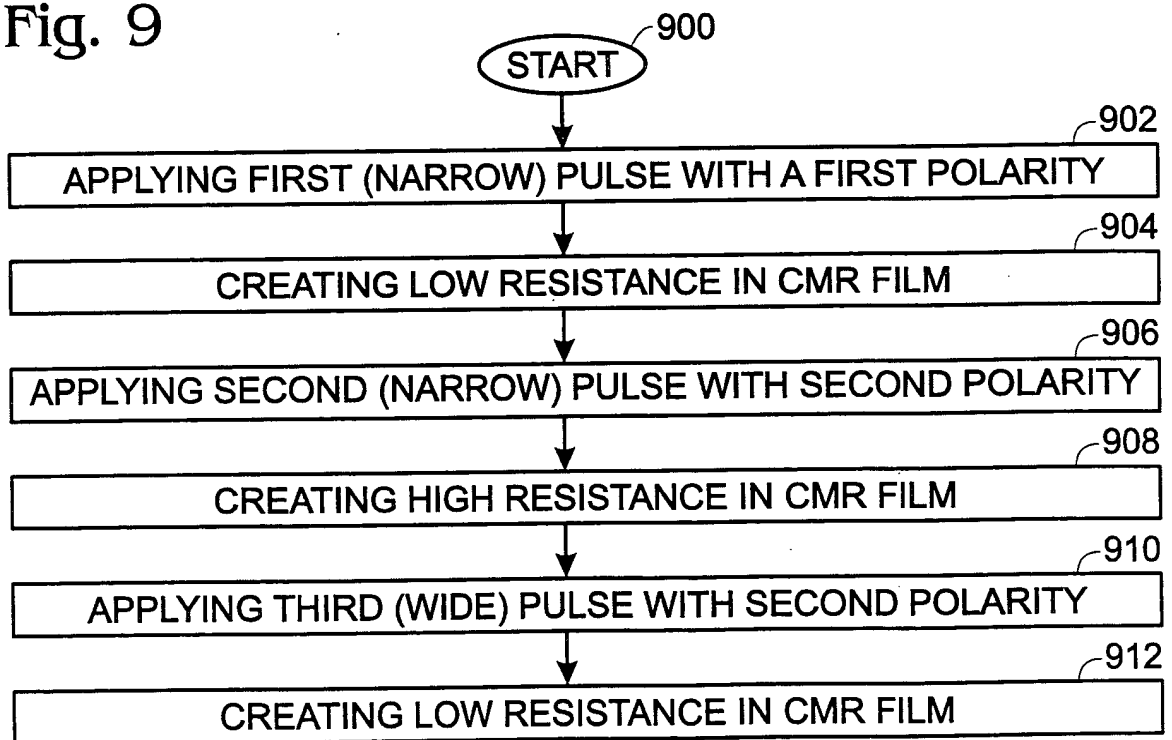 Fig. 9
START
900
902
APPLYING FIRST (NARROW) PULSE WITH A FIRST POLARITY
904
CREATING LOW RESISTANCE IN CMR FILM
906
APPLYING SECOND (NARROW) PULSE WITH SECOND POLARITY
908
CREATING HIGH RESISTANCE IN CMR FILM
910
APPLYING THIRD (WIDE) PULSE WITH SECOND POLARITY
912
CREATING LOW RESISTANCE IN CMR FILM